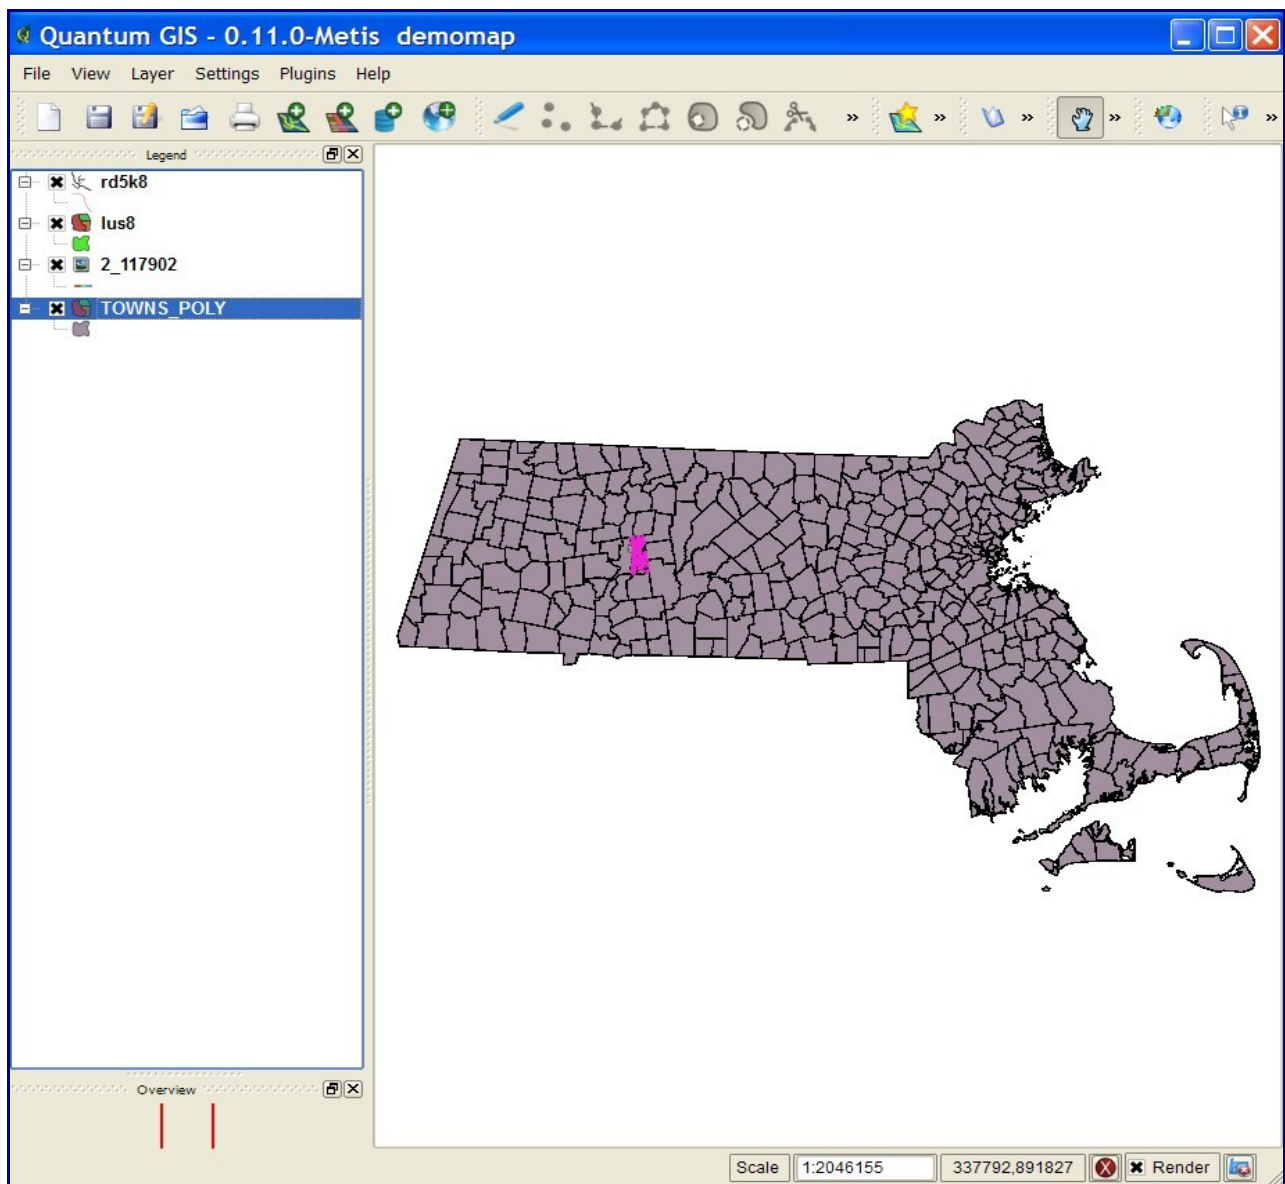 Quantum GIS - 0.11.0-Metis demomap
File View Layer Settings Plugins Help
Legend
rd5k8
lus8
2_117902
TOWNS_POLY
Overview
Scale 1:2046155 337792,891827 Render